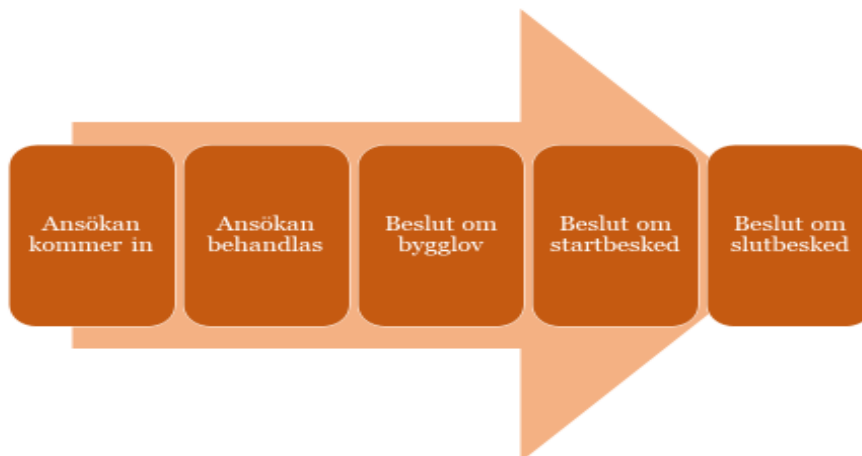 Ansökan
kommer in
Ansökan
behandlas
Beslut om
bygglov
Beslut om
startbesked
Beslut om
slutbesked